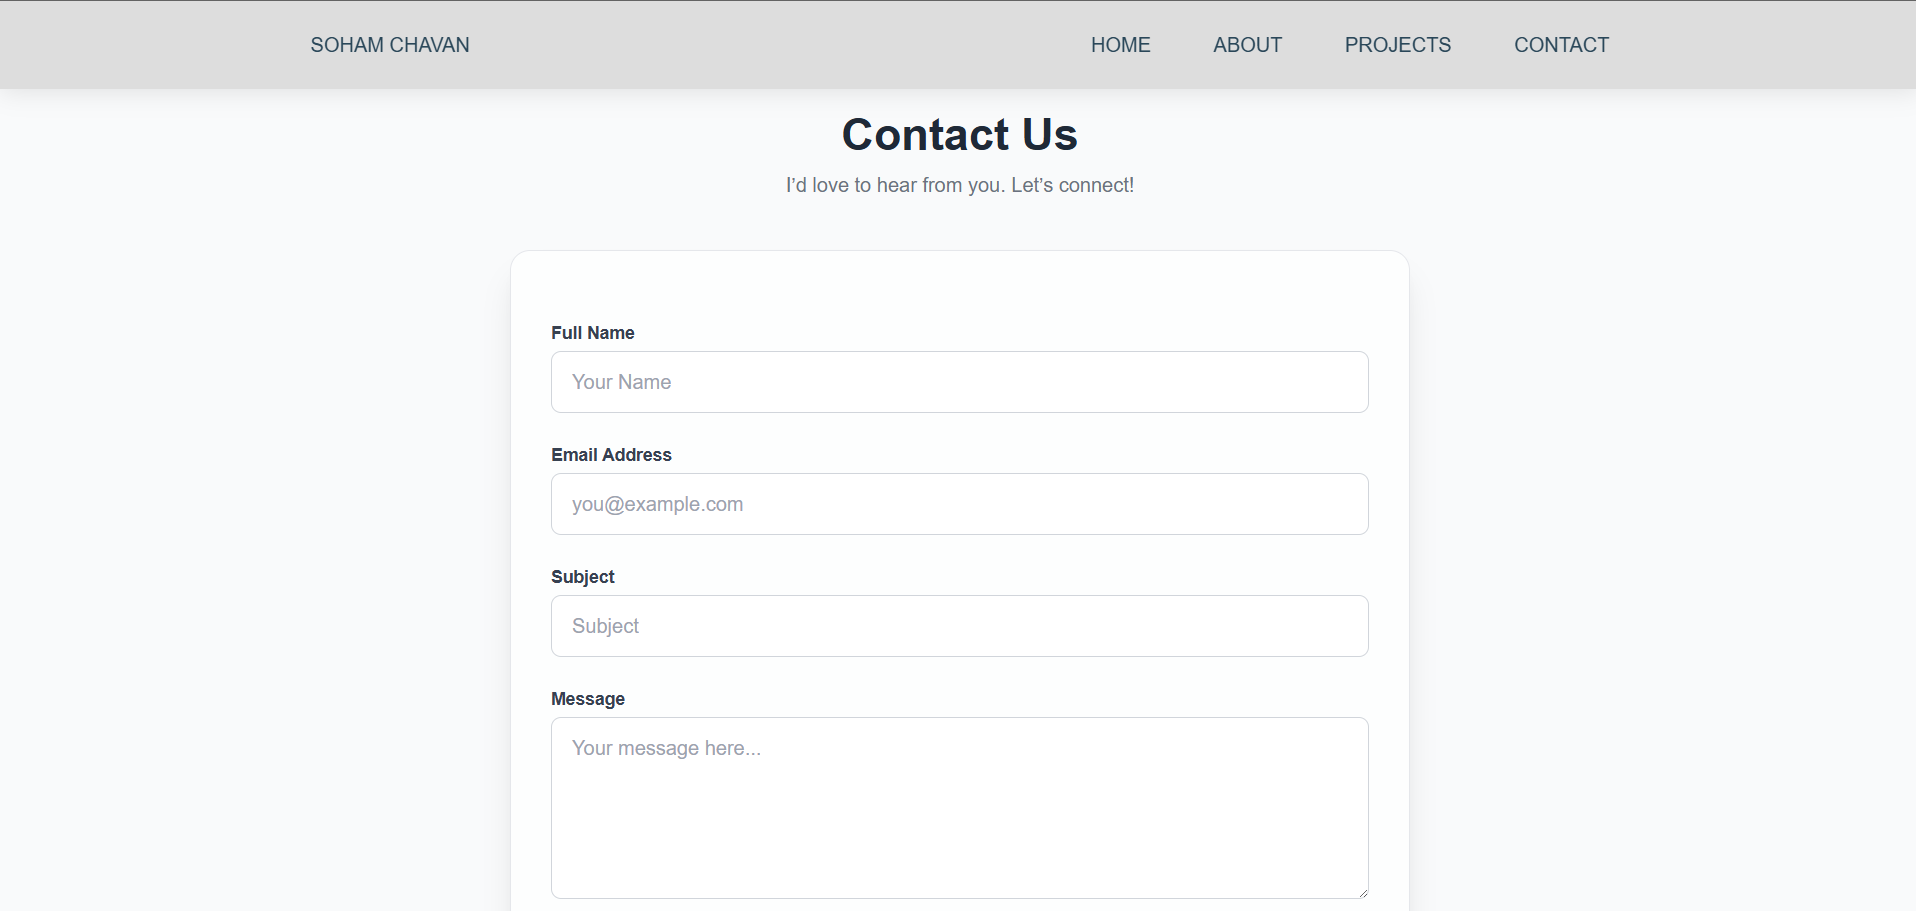 SOHAM CHAVAN HOME ABOUT PROJECTS CONTACT
Contact Us
I’d love to hear from you. Let’s connect!
Full Name
Your Name
Email Address
you@example.com
Subject
Subject
Message
Your message here...